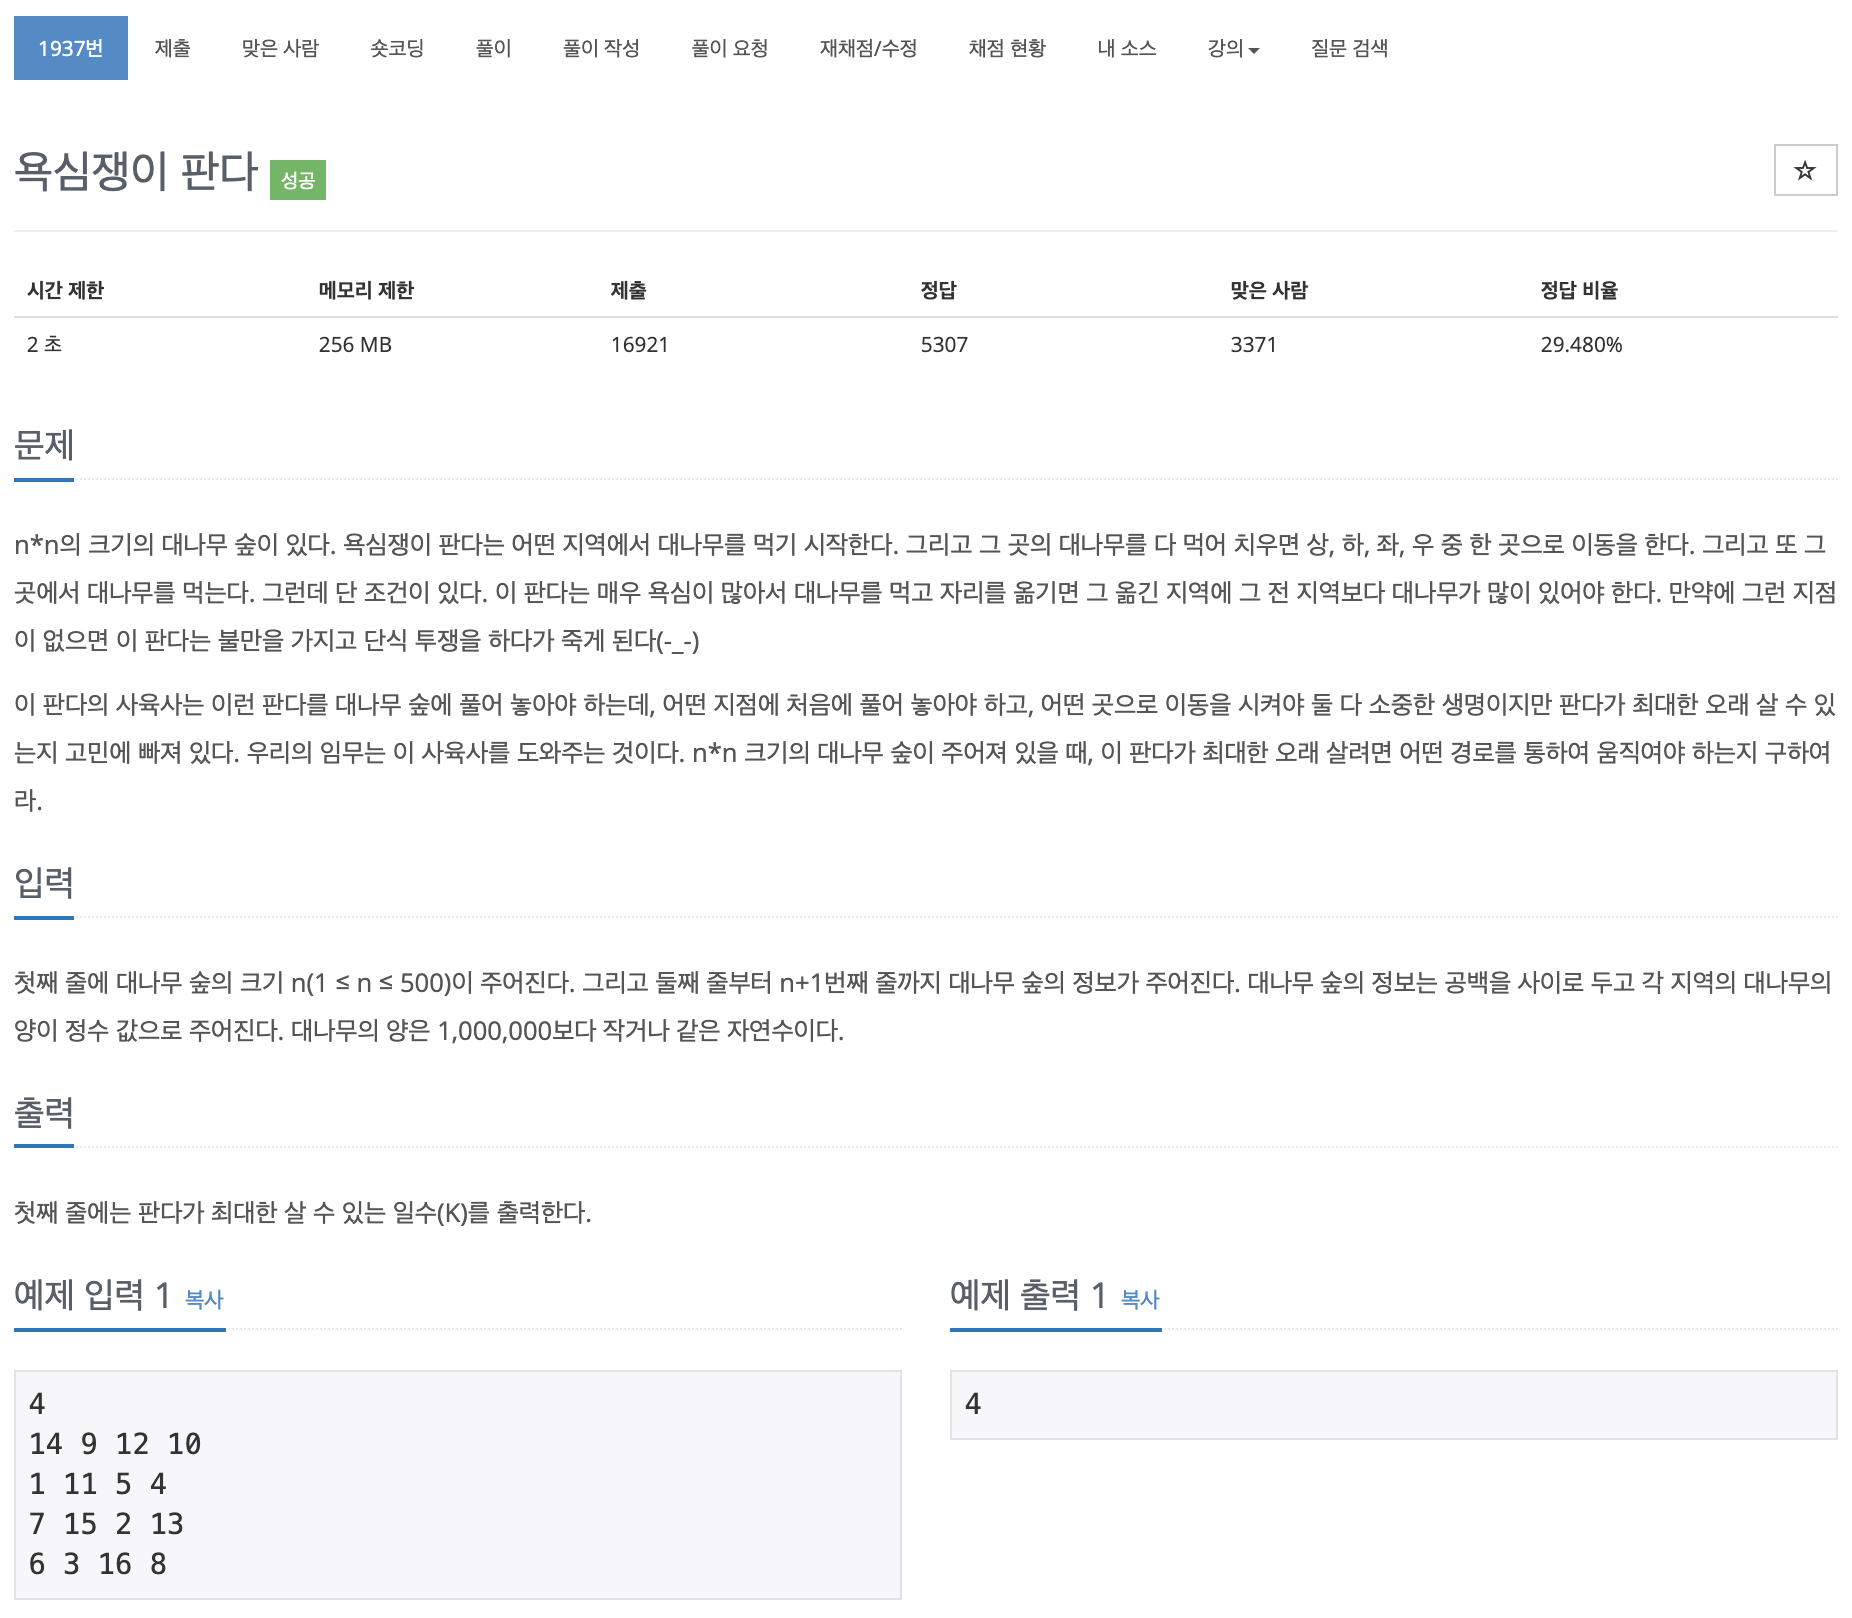 1937번 제출 맞은 사람 숏코딩 풀이 풀이 작성 풀이 요청 재채점/수정 채점 현황 내 소스 강의 질문 검색
욕심쟁이 판다 성공
시간 제한 메모리 제한 제출 정답 맞은 사람 정답 비율
2 초 256 MB 16921 5307 3371 29.480%
문제
n*n의 크기의 대나무 숲이 있다. 욕심쟁이 판다는 어떤 지역에서 대나무를 먹기 시작한다. 그리고 그 곳의 대나무를 다 먹어 치우면 상, 하, 좌, 우 중 한 곳으로 이동을 한다. 그리고 또 그
곳에서 대나무를 먹는다. 그런데 단 조건이 있다. 이 판다는 매우 욕심이 많아서 대나무를 먹고 자리를 옮기면 그 옮긴 지역에 그 전 지역보다 대나무가 많이 있어야 한다. 만약에 그런 지점
이 없으면 이 판다는 불만을 가지고 단식 투쟁을 하다가 죽게 된다(-_-)
이 판다의 사육사는 이런 판다를 대나무 숲에 풀어 놓아야 하는데, 어떤 지점에 처음에 풀어 놓아야 하고, 어떤 곳으로 이동을 시켜야 둘 다 소중한 생명이지만 판다가 최대한 오래 살 수 있
는지 고민에 빠져 있다. 우리의 임무는 이 사육사를 도와주는 것이다. n*n 크기의 대나무 숲이 주어져 있을 때, 이 판다가 최대한 오래 살려면 어떤 경로를 통하여 움직여야 하는지 구하여
라.
입력
첫째 줄에 대나무 숲의 크기 n(1 ≤ n ≤ 500)이 주어진다. 그리고 둘째 줄부터 n+1번째 줄까지 대나무 숲의 정보가 주어진다. 대나무 숲의 정보는 공백을 사이로 두고 각 지역의 대나무의
양이 정수 값으로 주어진다. 대나무의 양은 1,000,000보다 작거나 같은 자연수이다.
출력
첫째 줄에는 판다가 최대한 살 수 있는 일수(K)를 출력한다.
예제 입력 1 복사
4
14 9 12 10
1 11 5 4
7 15 2 13
6 3 16 8
예제 출력 1 복사
4